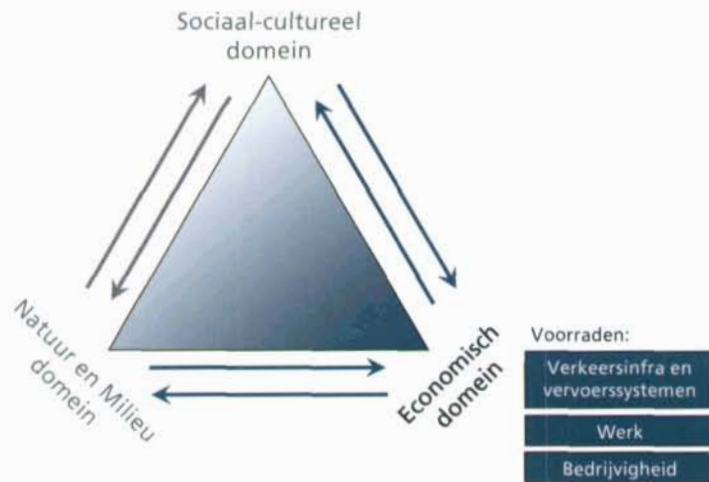 Sociaal-cultureel
domein
Natuur en Milieu
domein
Economisch
domein
Voorraden:
Verkeersinfra en
vervoerssystemen
Werk
Bedrijvigheid